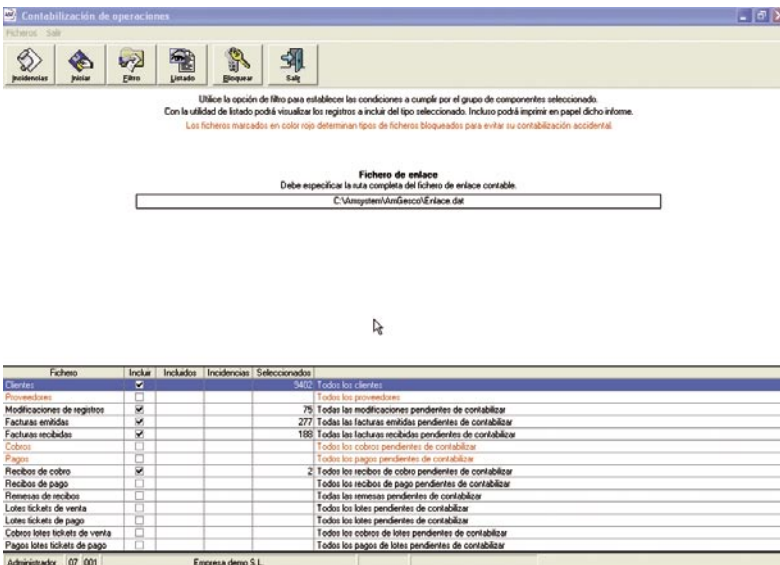 Contabilización de operaciones
Ficheros Salir
Incidencias Iniciar Filtro Listado Bloquear Salir
Utilice la opción de filtro para establecer las condiciones a cumplir por el grupo de componentes seleccionado.
Con la utilidad de listado podrá visualizar los registros a incluir del tipo seleccionado. Incluso podrá imprimir en papel dicho informe.
Los ficheros marcados en color rojo determinan tipos de ficheros bloqueados para evitar su contabilización accidental.
Fichero de enlace
Debe especificar la ruta completa del fichero de enlace contable.
C:\Amsystem\AmGesco\Enlace.dat
Fichero Incluir Incluidos Incidencias Seleccionados
Clientes 9402 Todos los clientes
Proveedores Todos los proveedores
Modificaciones de registros 75 Todas las modificaciones pendientes de contabilizar
Facturas emitidas 277 Todas las facturas emitidas pendientes de contabilizar
Facturas recibidas 188 Todas las facturas recibidas pendientes de contabilizar
Cobros Todos los cobros pendientes de contabilizar
Pagos Todos los pagos pendientes de contabilizar
Recibos de cobro 2 Todos los recibos de cobro pendientes de contabilizar
Recibos de pago Todos los recibos de pago pendientes de contabilizar
Remesas de recibos Todas las remesas pendientes de contabilizar
Lotes tickets de venta Todos los lotes pendientes de contabilizar
Lotes tickets de pago Todos los lotes pendientes de contabilizar
Cobros lotes tickets de venta Todos los cobros de lotes pendientes de contabilizar
Pagos lotes tickets de pago Todos los pagos de lotes pendientes de contabilizar
Administrador 07 001 Empresa demo S.L.